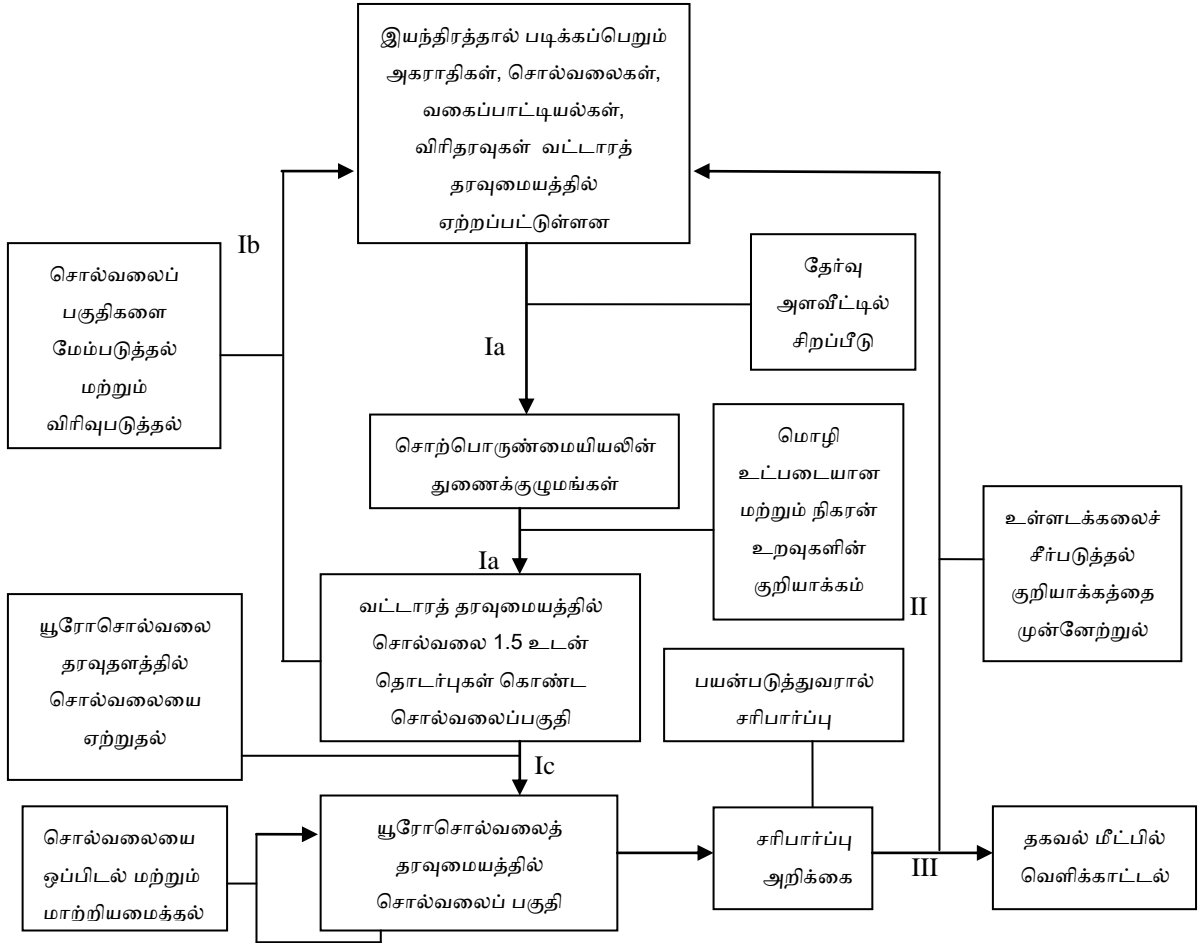 இயந்திரத்தால் படிக்கப்பெறும்
அகராதிகள், சொல்வலைகள்,
வகைப்பாட்டியல்கள்,
விரிதரவுகள் வட்டாரத்
தரவுமையத்தில்
ஏற்றப்பட்டுள்ளன
Ib
சொல்வலைப்
பகுதிகளை
மேம்படுத்தல்
மற்றும்
விரிவுபடுத்தல்
தேர்வு
அளவீட்டில்
சிறப்பீடு
Ia
சொற்பொருண்மையியலின்
துணைக்குழுமங்கள்
மொழி
உட்படையான
மற்றும் நிகரன்
உறவுகளின்
குறியாக்கம்
உள்ளடக்கலைச்
சீர்படுத்தல்
குறியாக்கத்தை
முன்னேற்றுல்
Ia
II
வட்டாரத் தரவுமையத்தில்
சொல்வலை 1.5 உடன்
தொடர்புகள் கொண்ட
சொல்வலைப்பகுதி
யூரோசொல்வலை
தரவுதளத்தில்
சொல்வலையை
ஏற்றுதல்
பயன்படுத்துவரால்
சரிபார்ப்பு
Ic
சொல்வலையை
ஒப்பிடல் மற்றும்
மாற்றியமைக்கல்
யூரோசொல்வலைத்
தரவுமையத்தில்
சொல்வலைப் பகுதி
சரிபார்ப்பு
அறிக்கை
III
தகவல் மீட்பில்
வெளிக்காட்டல்